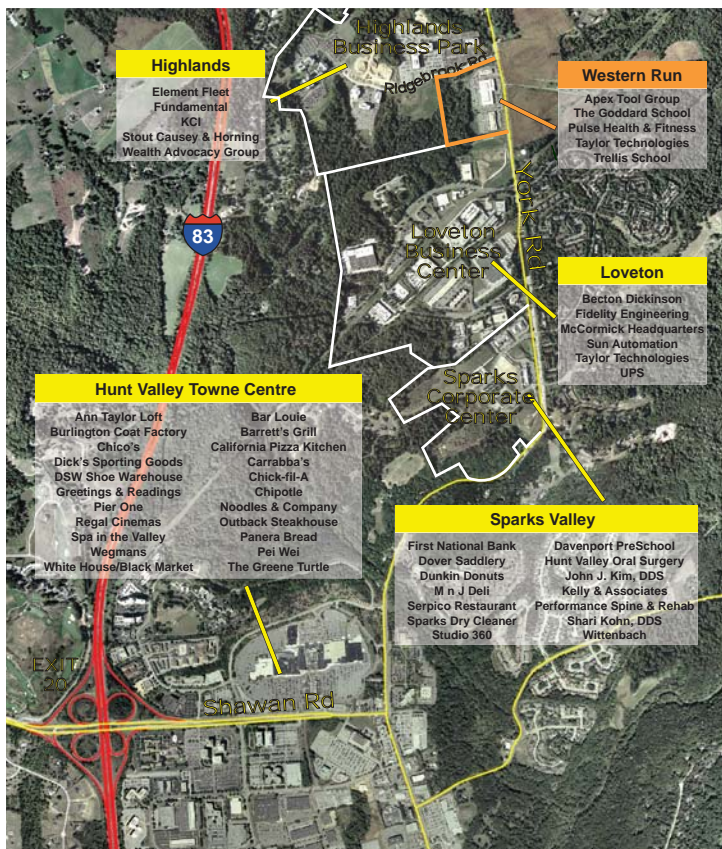 Highlands
Business Park
Ridgebrook Rd
Highlands
Element Fleet
Fundamental
KCI
Stout Causey & Horning
Wealth Advocacy Group
Western Run
Apex Tool Group
The Goddard School
Pulse Health & Fitness
Taylor Technologies
Trellis School
York Rd
83
Loveton
Business
Center
Loveton
Becton Dickinson
Fidelity Engineering
McCormick Headquarters
Sun Automation
Taylor Technologies
UPS
Sparks
Corporate
Center
Hunt Valley Towne Centre
Ann Taylor Loft
Burlington Coat Factory
Chico's
Dick's Sporting Goods
DSW Shoe Warehouse
Greetings & Readings
Pier One
Regal Cinemas
Spa in the Valley
Wegmans
White House/Black Market
Bar Louie
Barrett's Grill
California Pizza Kitchen
Carrabba's
Chick-fil-A
Chipotle
Noodles & Company
Outback Steakhouse
Panera Bread
Pei Wei
The Greene Turtle
Sparks Valley
First National Bank
Dover Saddlery
Dunkin Donuts
M n J Deli
Serpico Restaurant
Sparks Dry Cleaner
Studio 360
Davenport PreSchool
Hunt Valley Oral Surgery
John J. Kim, DDS
Kelly & Associates
Performance Spine & Rehab
Shari Kohn, DDS
Wittenbach
EXIT
20
Shawan Rd